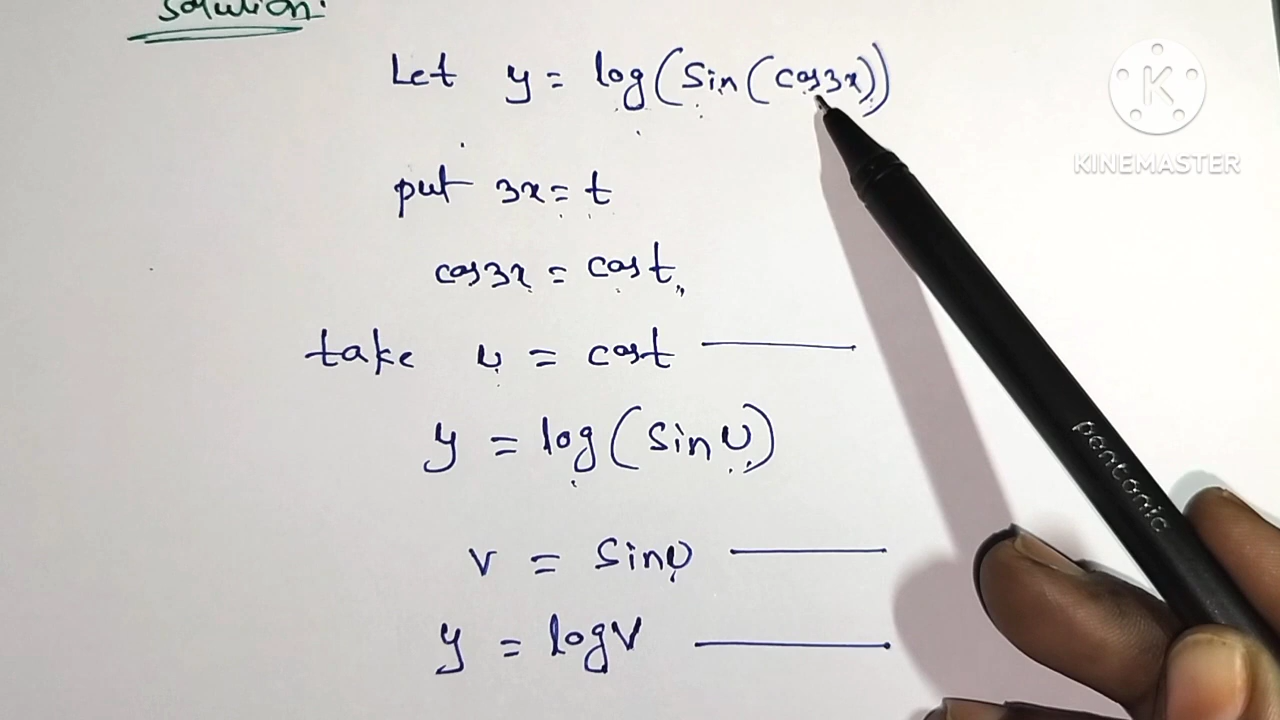 Solution:
Let y = log(Sin(cos3x))
K
KINEMASTER
put 3x = t
cos3x = cost,,
take u = cost
y = log(SinU)
v = SinU
y = logV
pentonic